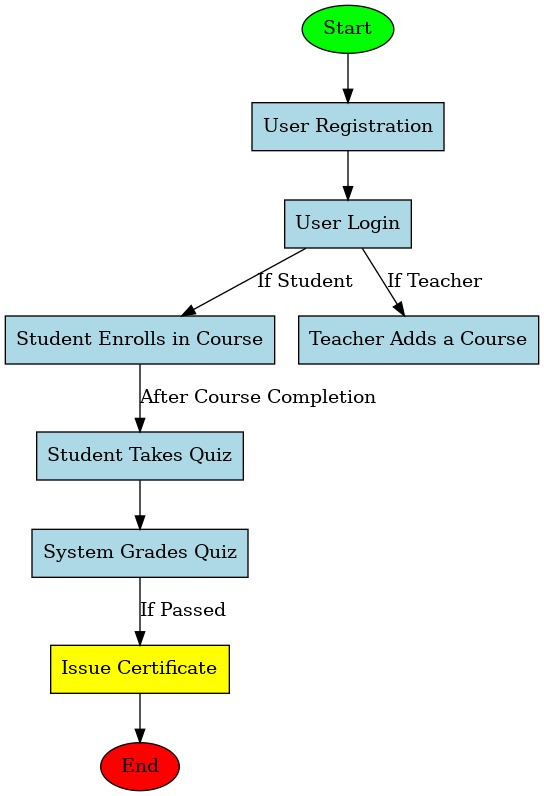 Start
User Registration
User Login
If Student
If Teacher
Student Enrolls in Course
Teacher Adds a Course
After Course Completion
Student Takes Quiz
System Grades Quiz
If Passed
Issue Certificate
End